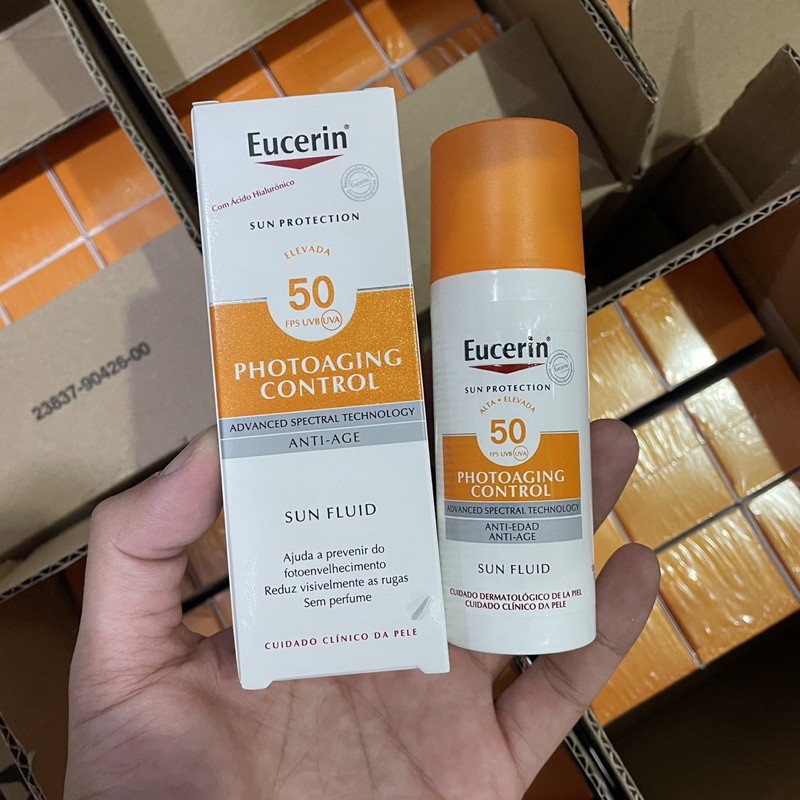 Eucerin®
Com Ácido Hialurónico
SUN PROTECTION
ELEVADA
50
FPS UVB UVA
PHOTOAGING
CONTROL
ADVANCED SPECTRAL TECHNOLOGY
ANTI-AGE
SUN FLUID
Ajuda a prevenir do
fotoenvelhecimento
Reduz visivelmente as rugas
Sem perfume
CUIDADO CLÍNICO DA PELE
Eucerin®
SUN PROTECTION
ALTA • ELEVADA
50
FPS UVB UVA
PHOTOAGING
CONTROL
ADVANCED SPECTRAL TECHNOLOGY
ANTI-EDAD
ANTI-AGE
SUN FLUID
CUIDADO DERMATOLÓGICO DE LA PIEL
CUIDADO CLÍNICO DA PELE
23837-90426-00